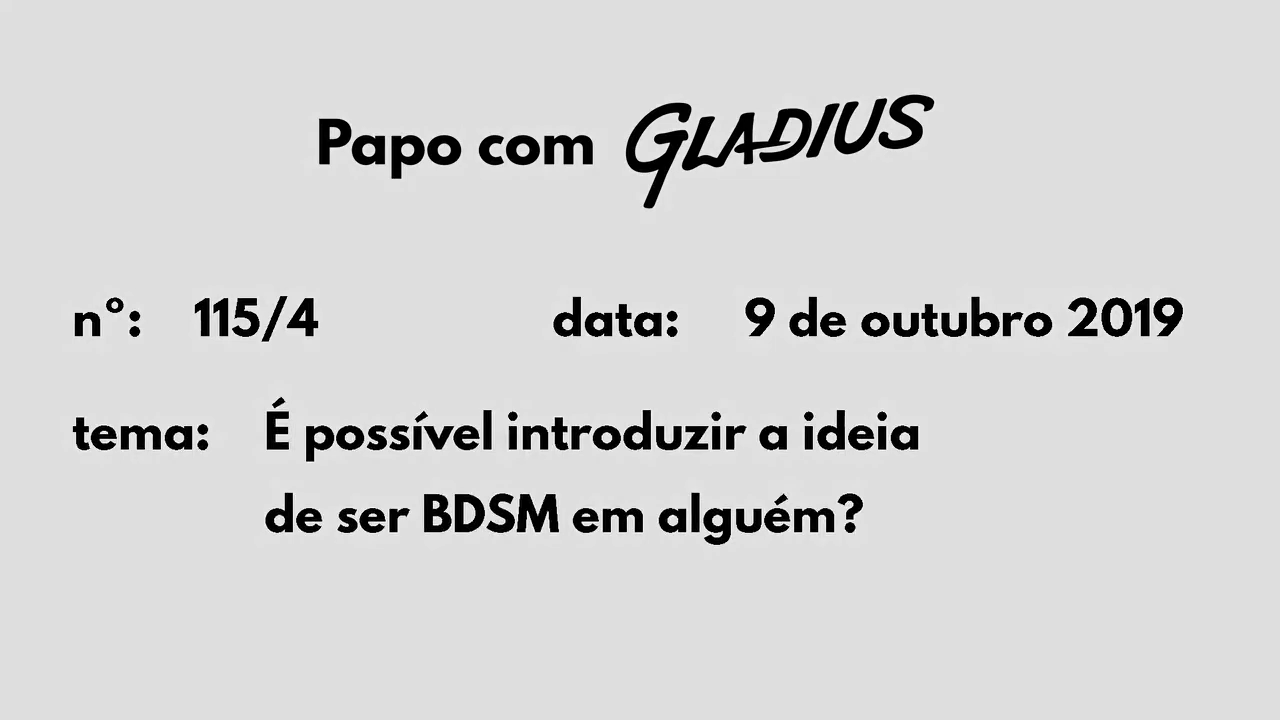 Papo com GLADIUS
nº: 115/4 data: 9 de outubro 2019
tema: É possível introduzir a ideia
de ser BDSM em alguém?